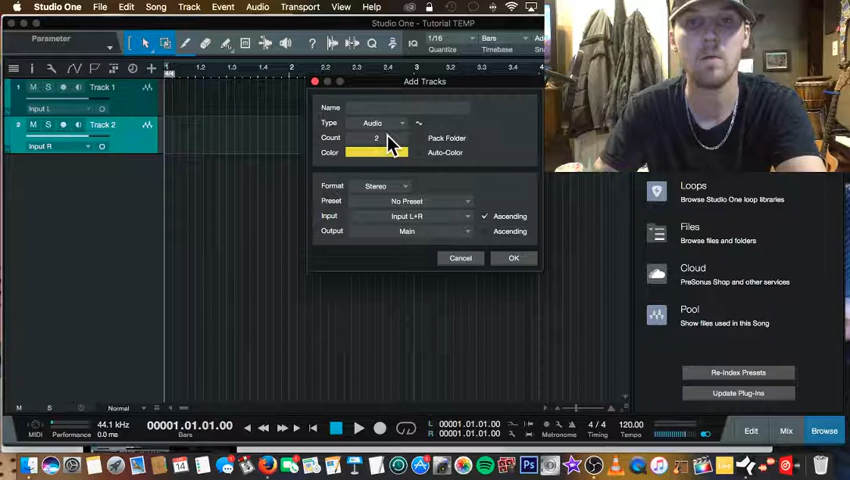 Studio One File Edit Song Track Event Audio Transport View Help
Studio One - Tutorial TEMP
Parameter
1/16
Quantize
Bars
Timebase
1 M S Track 1
Input L
2 M S Track 2
Input R
Add Tracks
Name
Type Audio
Count 2 Pack Folder
Color Auto-Color
Format Stereo
Preset No Preset
Input Input L+R Ascending
Output Main Ascending
Cancel OK
Loops
Browse Studio One loop libraries
Files
Browse files and folders
Cloud
PreSonus Shop and other services
Pool
Show files used in this Song
Re-Index Presets
Update Plug-Ins
M S Normal
MIDI Performance
44.1 kHz
0.0 ms
00001.01.01.00
Bars
L 00001.01.01.00
R 00001.01.01.00
Metronome
4 / 4
Timing
120.00
Tempo
Edit Mix Browse